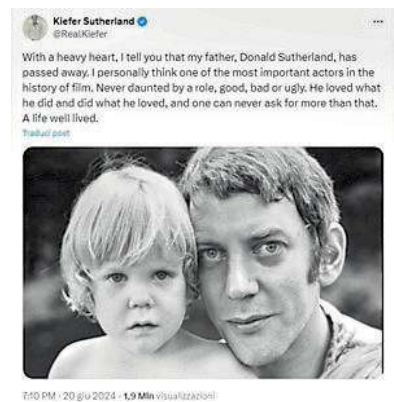 Kiefer Sutherland
@RealKiefer
With a heavy heart, I tell you that my father, Donald Sutherland, has
passed away. I personally think one of the most important actors in the
history of film. Never daunted by a role, good, bad or ugly. He loved what
he did and did what he loved, and one can never ask for more than that.
A life well lived.
Traduci post
7:10 PM · 20 giu 2024 · 1,9 Mln visualizzazioni